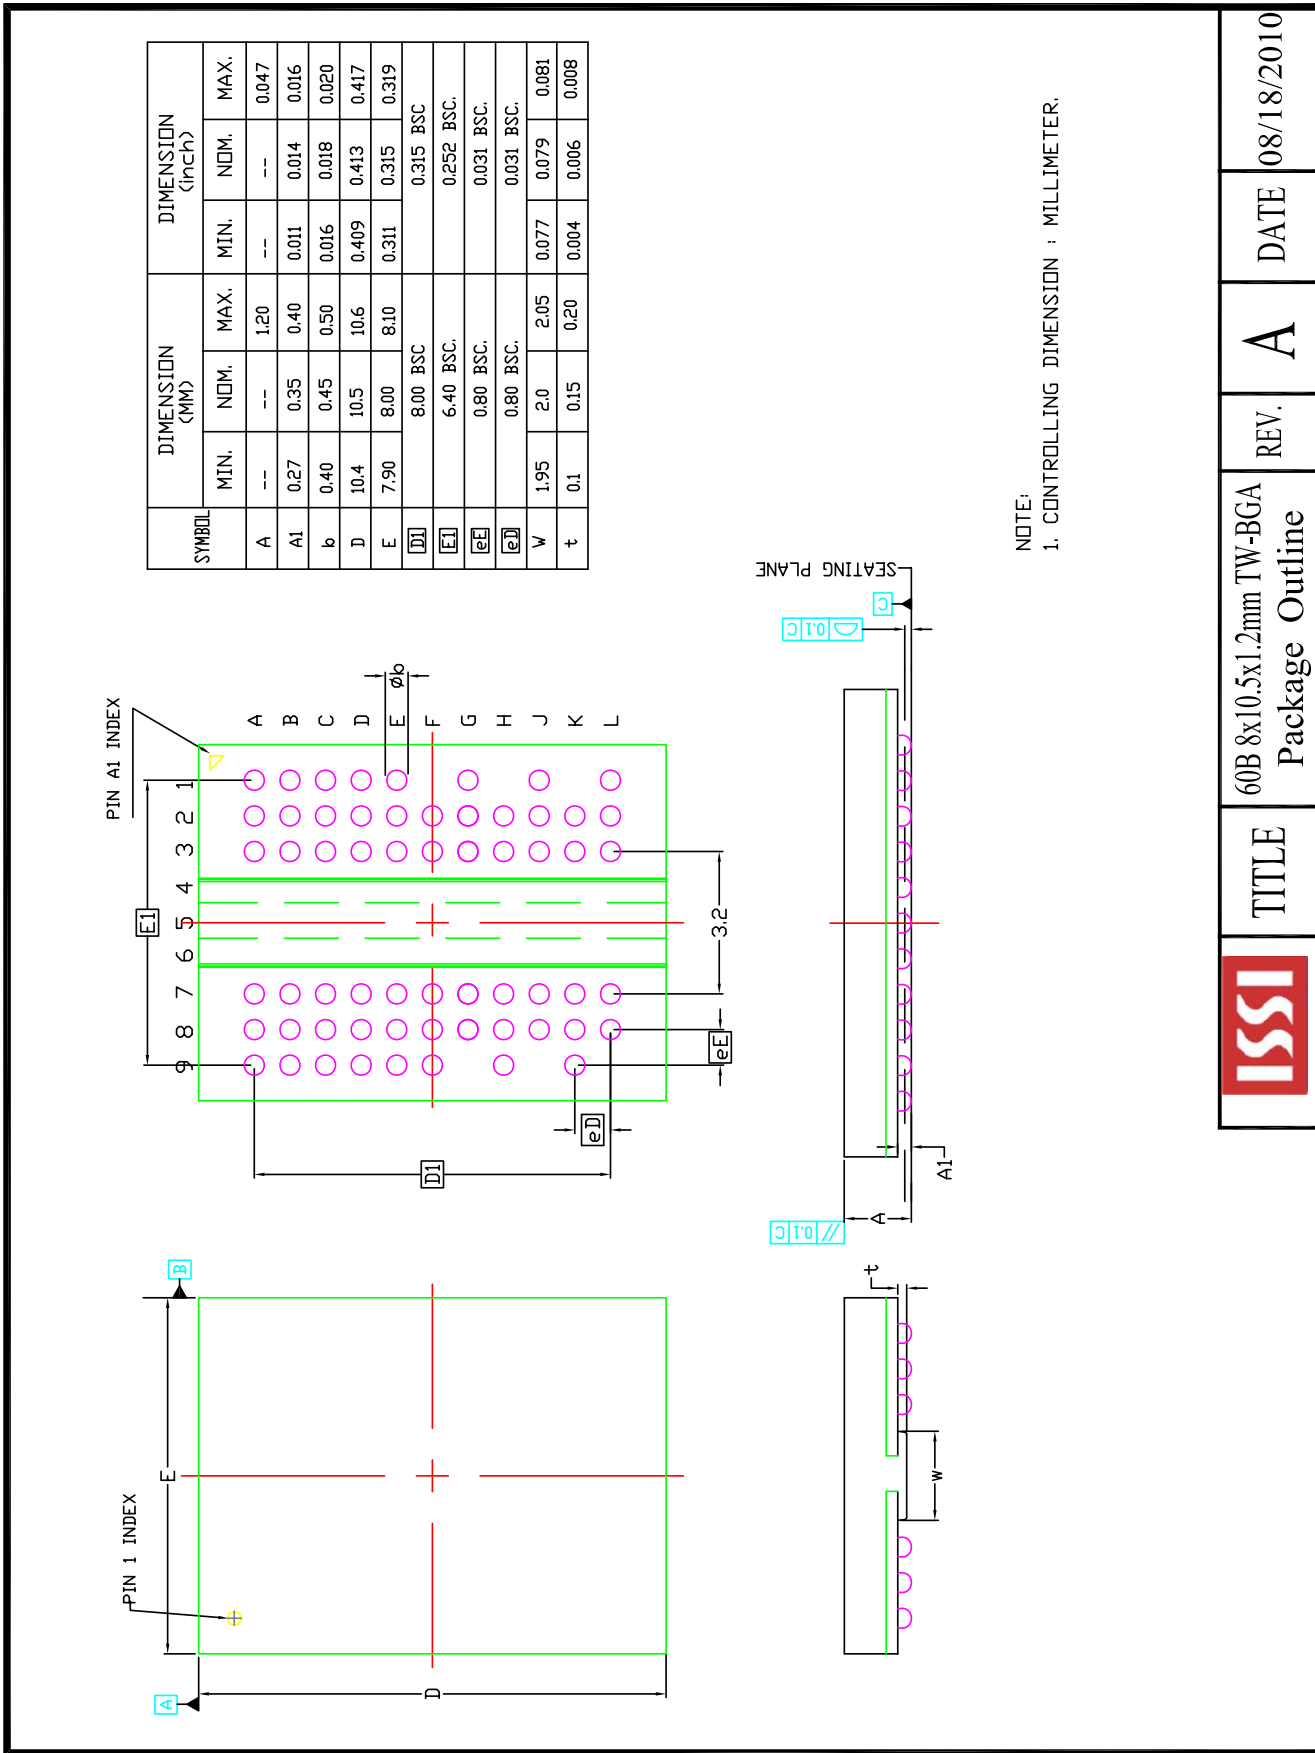 SYMBOL DIMENSION (MM) DIMENSION (inch)
MIN. NOM. MAX. MIN. NOM. MAX.
A -- -- 1.20 -- -- 0.047
A1 0.27 0.35 0.40 0.011 0.014 0.016
b 0.40 0.45 0.50 0.016 0.018 0.020
D 10.4 10.5 10.6 0.409 0.413 0.417
E 7.90 8.00 8.10 0.311 0.315 0.319
D1 8.00 BSC 0.315 BSC
E1 6.40 BSC. 0.252 BSC.
eE 0.80 BSC. 0.031 BSC.
eD 0.80 BSC. 0.031 BSC.
W 1.95 2.0 2.05 0.077 0.079 0.081
t 0.1 0.15 0.20 0.004 0.006 0.008
PIN 1 INDEX
A
B
E
D
PIN A1 INDEX
E1
9 8 7 6 5 4 3 2 1
A
B
C
D
E
F
G
H
J
K
L
Øb
D1
eD
eE
3.2
t
W
// 0.1 C
A
A1
⌓ 0.1 C
C
SEATING PLANE
NOTE:
1. CONTROLLING DIMENSION : MILLIMETER.
ISSI
TITLE
60B 8x10.5x1.2mm TW-BGA
Package Outline
REV.
A
DATE
08/18/2010